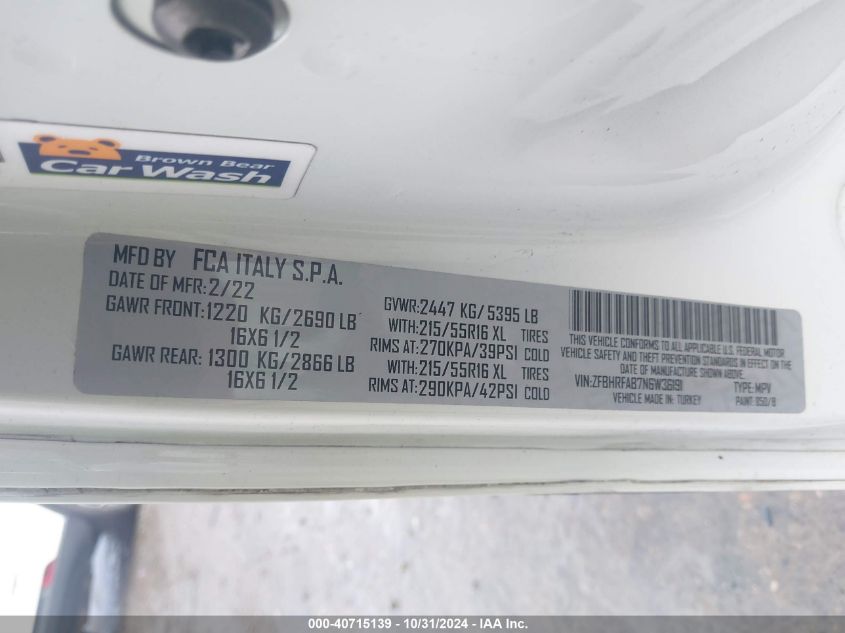 Brown Bear
Car Wash
MFD BY FCA ITALY S.P.A.
DATE OF MFR: 2/22
GAWR FRONT: 1220 KG/2690 LB
16X6 1/2
GAWR REAR: 1300 KG/2866 LB
16X6 1/2
GVWR: 2447 KG/5395 LB
WITH: 215/55R16 XL TIRES
RIMS AT: 270KPA/39PSI COLD
WITH: 215/55R16 XL TIRES
RIMS AT: 290KPA/42PSI COLD
THIS VEHICLE CONFORMS TO ALL APPLICABLE U.S. FEDERAL MOTOR
VEHICLE SAFETY AND THEFT PREVENTION STANDARDS IN EFFECT ON THE
DATE OF MANUFACTURE SHOWN ABOVE.
VIN: ZFBHRFAB7N6W36191 TYPE: MPV
VEHICLE MADE IN: TURKEY PAINT: 050/B
000-40715139 - 10/31/2024 - IAA Inc.